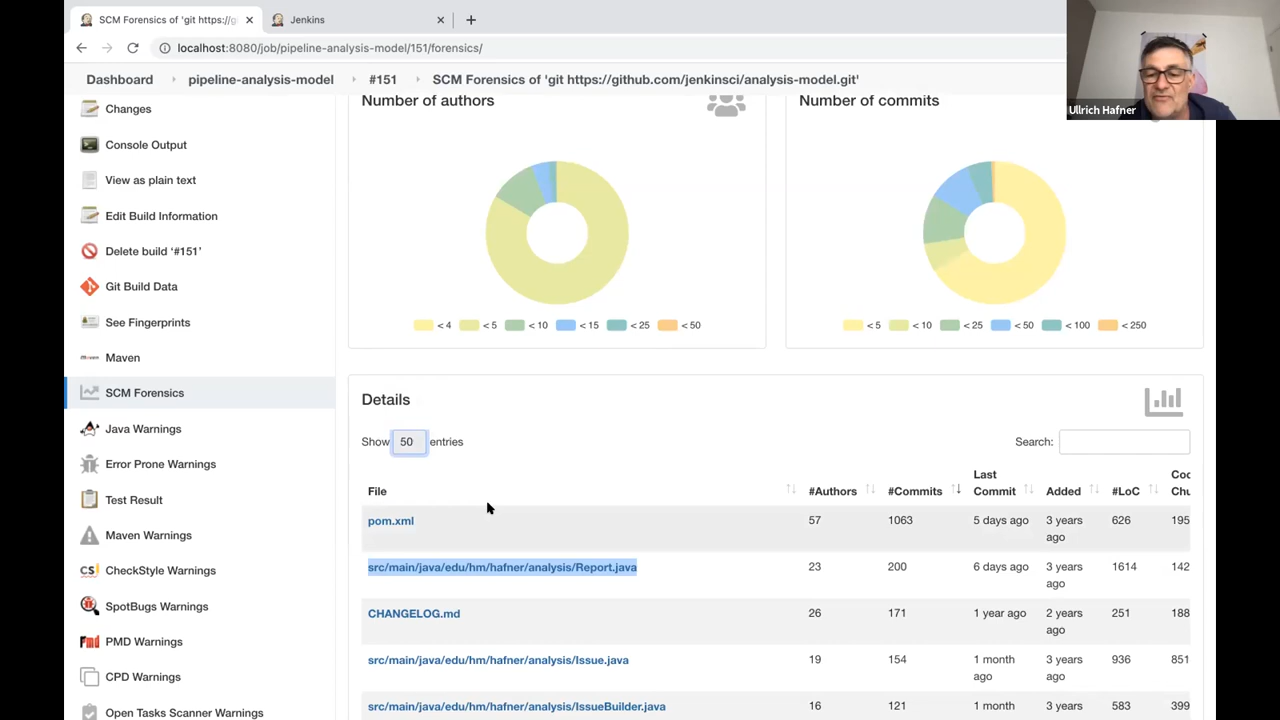 SCM Forensics of 'git https://g
Jenkins
localhost:8080/job/pipeline-analysis-model/151/forensics/
Ullrich Hafner
Dashboard pipeline-analysis-model #151 SCM Forensics of 'git https://github.com/jenkinsci/analysis-model.git'
Changes
Console Output
View as plain text
Edit Build Information
Delete build ‘#151’
Git Build Data
See Fingerprints
Maven
SCM Forensics
Java Warnings
Error Prone Warnings
Test Result
Maven Warnings
CheckStyle Warnings
SpotBugs Warnings
PMD Warnings
CPD Warnings
Open Tasks Scanner Warnings
Number of authors
< 4 < 5 < 10 < 15 < 25 < 50
Number of commits
< 5 < 10 < 25 < 50 < 100 < 250
Details
Show 50 entries
Search:
File #Authors #Commits Last Commit Added #LoC
pom.xml 57 1063 5 days ago 3 years ago 626 195
src/main/java/edu/hm/hafner/analysis/Report.java 23 200 6 days ago 3 years ago 1614 142
CHANGELOG.md 26 171 1 year ago 2 years ago 251 188
src/main/java/edu/hm/hafner/analysis/Issue.java 19 154 1 month ago 3 years ago 936 851
src/main/java/edu/hm/hafner/analysis/IssueBuilder.java 16 121 1 month 3 years 583 399